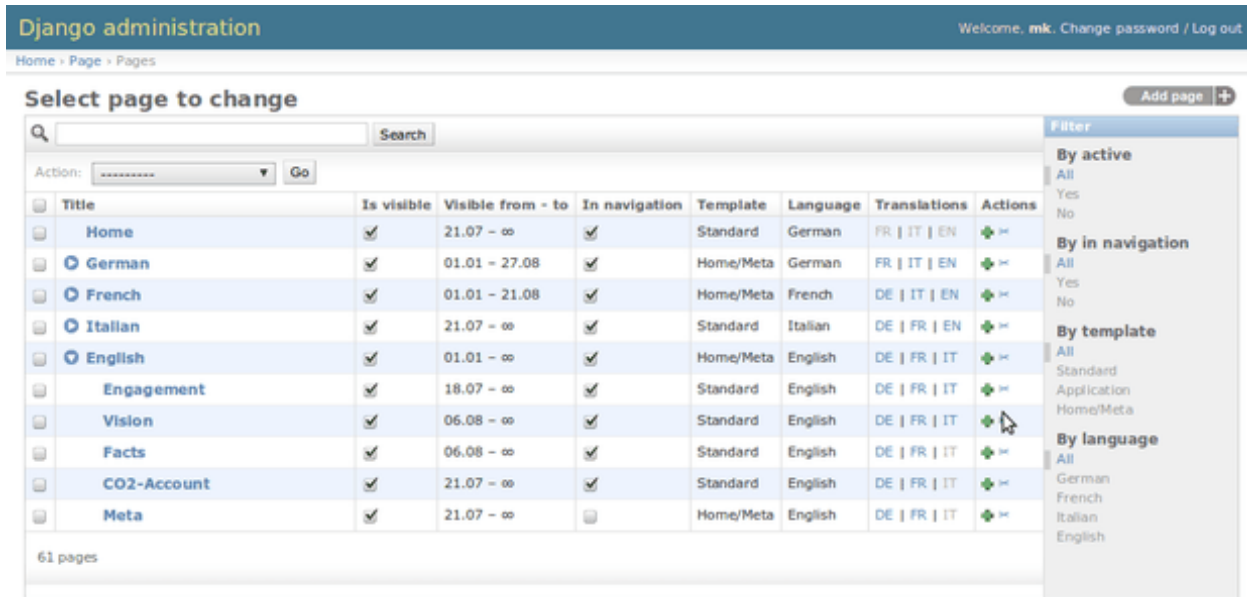 Django administration
Welcome, mk. Change password / Log out
Home › Page › Pages
Select page to change
Add page
Search
Action: --------- Go
Title Is visible Visible from - to In navigation Template Language Translations Actions
Home 21.07 – ∞ Standard German FR | IT | EN
German 01.01 – 27.08 Home/Meta German FR | IT | EN
French 01.01 – 21.08 Home/Meta French DE | IT | EN
Italian 21.07 – ∞ Standard Italian DE | FR | EN
English 01.01 – ∞ Home/Meta English DE | FR | IT
Engagement 18.07 – ∞ Standard English DE | FR | IT
Vision 06.08 – ∞ Standard English DE | FR | IT
Facts 06.08 – ∞ Standard English DE | FR | IT
CO2-Account 21.07 – ∞ Standard English DE | FR | IT
Meta 21.07 – ∞ Home/Meta English DE | FR | IT
61 pages
Filter
By active
All
Yes
No
By in navigation
All
Yes
No
By template
All
Standard
Application
Home/Meta
By language
All
German
French
Italian
English